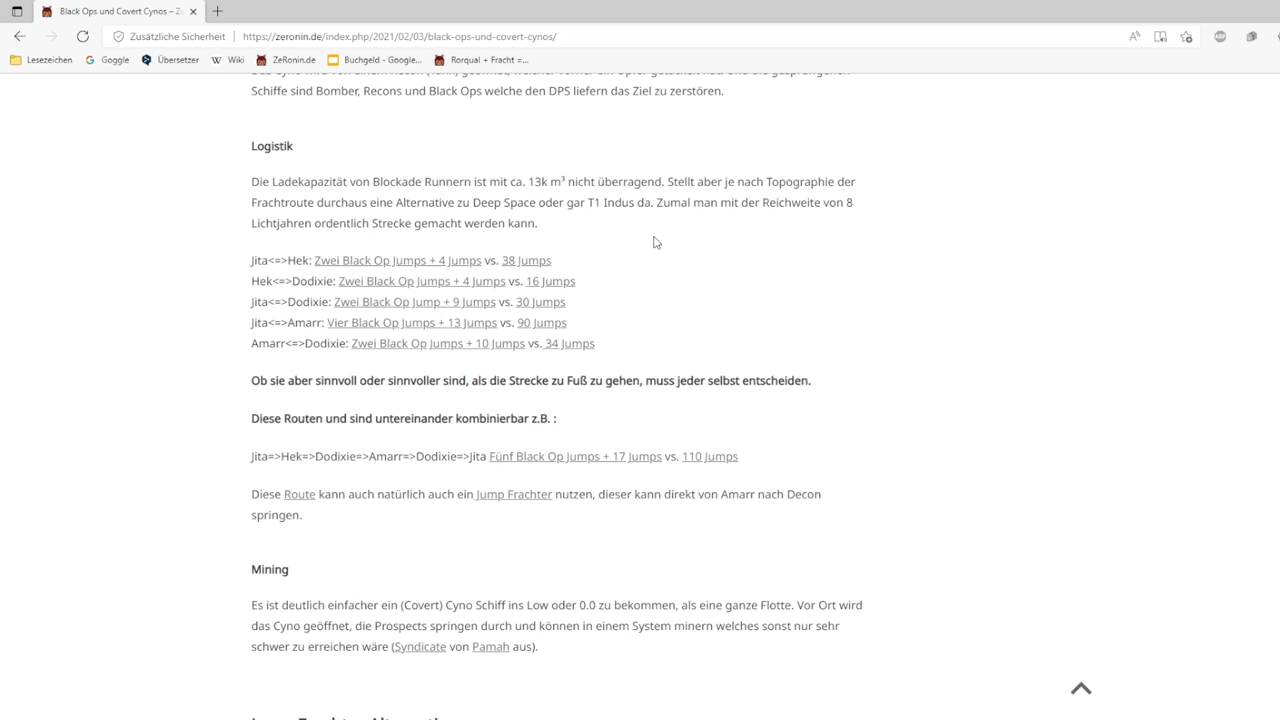 Black Ops und Covert Cynos – Ze
Zusätzliche Sicherheit
https://zeronin.de/index.php/2021/02/03/black-ops-und-covert-cynos/
Lesezeichen Goggle Übersetzer Wiki ZeRonin.de Buchgeld - Google... Rorqual + Fracht =...
Schiffe sind Bomber, Recons und Black Ops welche den DPS liefern das Ziel zu zerstören.
Logistik
Die Ladekapazität von Blockade Runnern ist mit ca. 13k m³ nicht überragend. Stellt aber je nach Topographie der
Frachtroute durchaus eine Alternative zu Deep Space oder gar T1 Indus da. Zumal man mit der Reichweite von 8
Lichtjahren ordentlich Strecke gemacht werden kann.
Jita<=>Hek: Zwei Black Op Jumps + 4 Jumps vs. 38 Jumps
Hek<=>Dodixie: Zwei Black Op Jumps + 4 Jumps vs. 16 Jumps
Jita<=>Dodixie: Zwei Black Op Jump + 9 Jumps vs. 30 Jumps
Jita<=>Amarr: Vier Black Op Jumps + 13 Jumps vs. 90 Jumps
Amarr<=>Dodixie: Zwei Black Op Jumps + 10 Jumps vs. 34 Jumps
Ob sie aber sinnvoll oder sinnvoller sind, als die Strecke zu Fuß zu gehen, muss jeder selbst entscheiden.
Diese Routen und sind untereinander kombinierbar z.B. :
Jita=>Hek=>Dodixie=>Amarr=>Dodixie=>Jita Fünf Black Op Jumps + 17 Jumps vs. 110 Jumps
Diese Route kann auch natürlich auch ein Jump Frachter nutzen, dieser kann direkt von Amarr nach Decon
springen.
Mining
Es ist deutlich einfacher ein (Covert) Cyno Schiff ins Low oder 0.0 zu bekommen, als eine ganze Flotte. Vor Ort wird
das Cyno geöffnet, die Prospects springen durch und können in einem System minern welches sonst nur sehr
schwer zu erreichen wäre (Syndicate von Pamah aus).